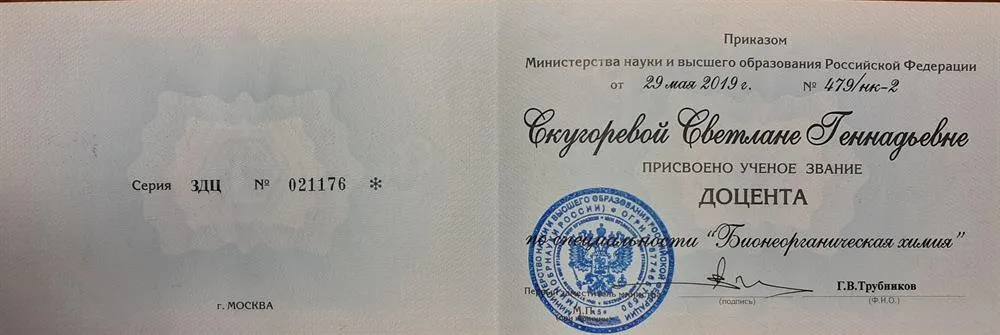 Серия ЗДЦ № 021176 *
г. МОСКВА
Приказом
Министерства науки и высшего образования Российской Федерации
от 29 мая 2019 г. № 479/нк-2
Скугоревой Светлане Геннадьевне
ПРИСВОЕНО УЧЕНОЕ ЗВАНИЕ
ДОЦЕНТА
по специальности "Бионеорганическая химия"
Г.В.Трубников
(подпись) (Ф.И.О.)
М.П.